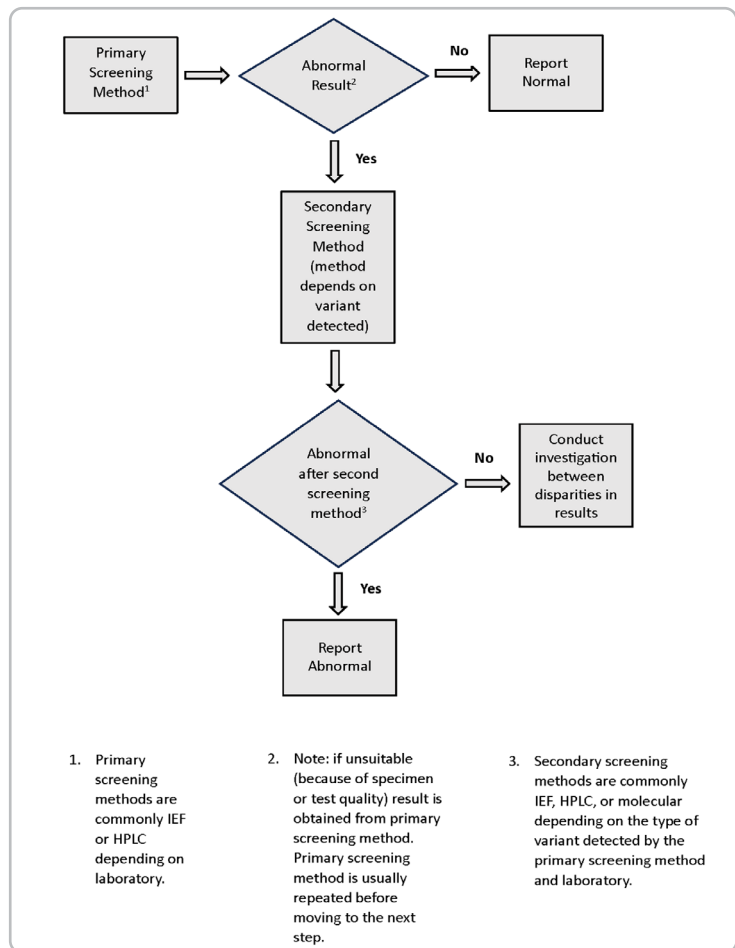 Primary
Screening
Method¹
Abnormal
Result²
No
Report
Normal
Yes
Secondary
Screening
Method
(method
depends on
variant
detected)
Abnormal
after second
screening
method³
No
Conduct
investigation
between
disparities in
results
Yes
Report
Abnormal
1. Primary
screening
methods are
commonly IEF
or HPLC
depending on
laboratory.
2. Note: if unsuitable
(because of specimen
or test quality) result is
obtained from primary
screening method.
Primary screening
method is usually
repeated before
moving to the next
step.
3. Secondary screening
methods are commonly
IEF, HPLC, or molecular
depending on the type of
variant detected by the
primary screening method
and laboratory.